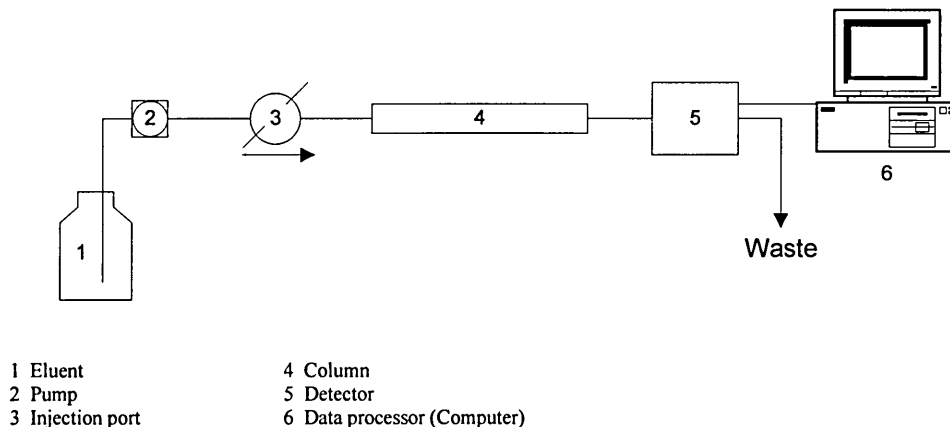 2
3
4
5
6
1
Waste
1 Eluent
2 Pump
3 Injection port
4 Column
5 Detector
6 Data processor (Computer)